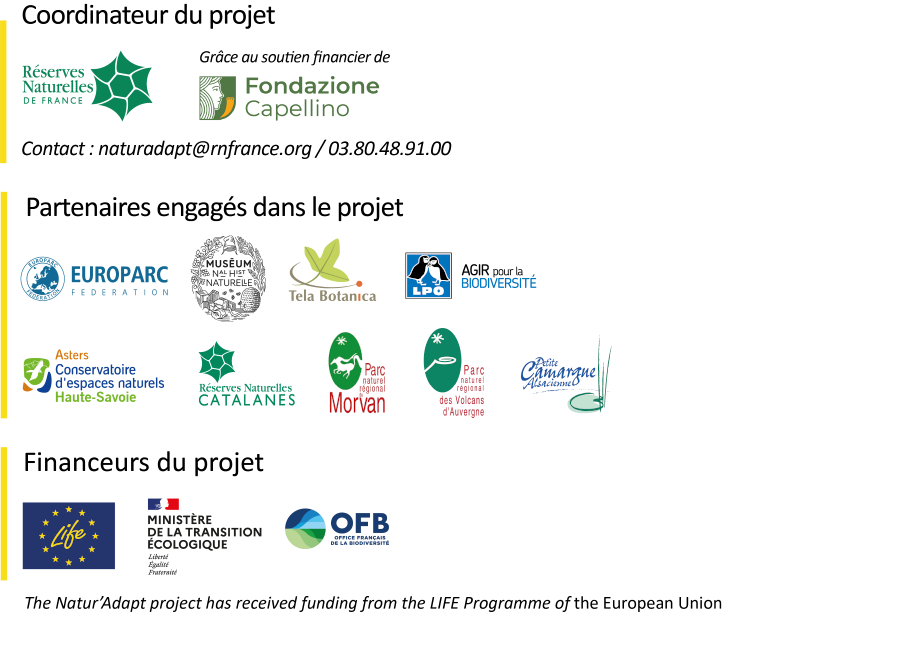 Coordinateur du projet
Réserves
Naturelles
DE FRANCE
Grâce au soutien financier de
Fondazione
Capellino
Contact : naturadapt@rnfrance.org / 03.80.48.91.00
Partenaires engagés dans le projet
EUROPARC
FEDERATION
EUROPARC
FEDERATION
MUSÉUM
NAL HIST
NATURELLE
Tela Botanica
LPO
AGIR pour la
BIODIVERSITÉ
Asters
Conservatoire
d'espaces naturels
Haute-Savoie
Réserves Naturelles
CATALANES
Parc
naturel
régional
du
Morvan
Parc
naturel
régional
des Volcans
d'Auvergne
Petite
Camargue
Alsacienne
Financeurs du projet
Life
MINISTÈRE
DE LA TRANSITION
ÉCOLOGIQUE
Liberté
Égalité
Fraternité
OFB
OFFICE FRANÇAIS
DE LA BIODIVERSITÉ
The Natur'Adapt project has received funding from the LIFE Programme of the European Union